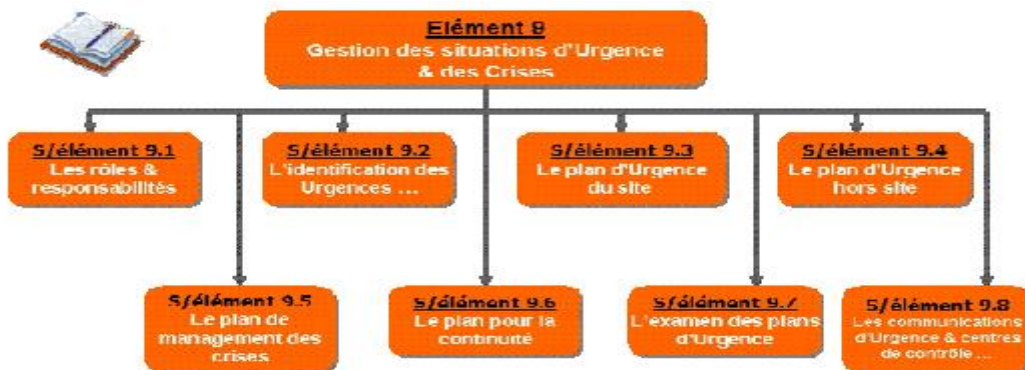 Elément 9
Gestion des situations d'Urgence
& des Crises
S/élément 9.1
Les rôles &
responsabilités
S/élément 9.2
L'identification des
Urgences ...
S/élément 9.3
Le plan d'Urgence
du site
S/élément 9.4
Le plan d'Urgence
hors site
S/élément 9.5
Le plan de
management des
crises
S/élément 9.6
Le plan pour la
continuité
S/élément 9.7
L'examen des plans
d'Urgence
S/élément 9.8
Les communications
d'Urgence & centres
de contrôle ...